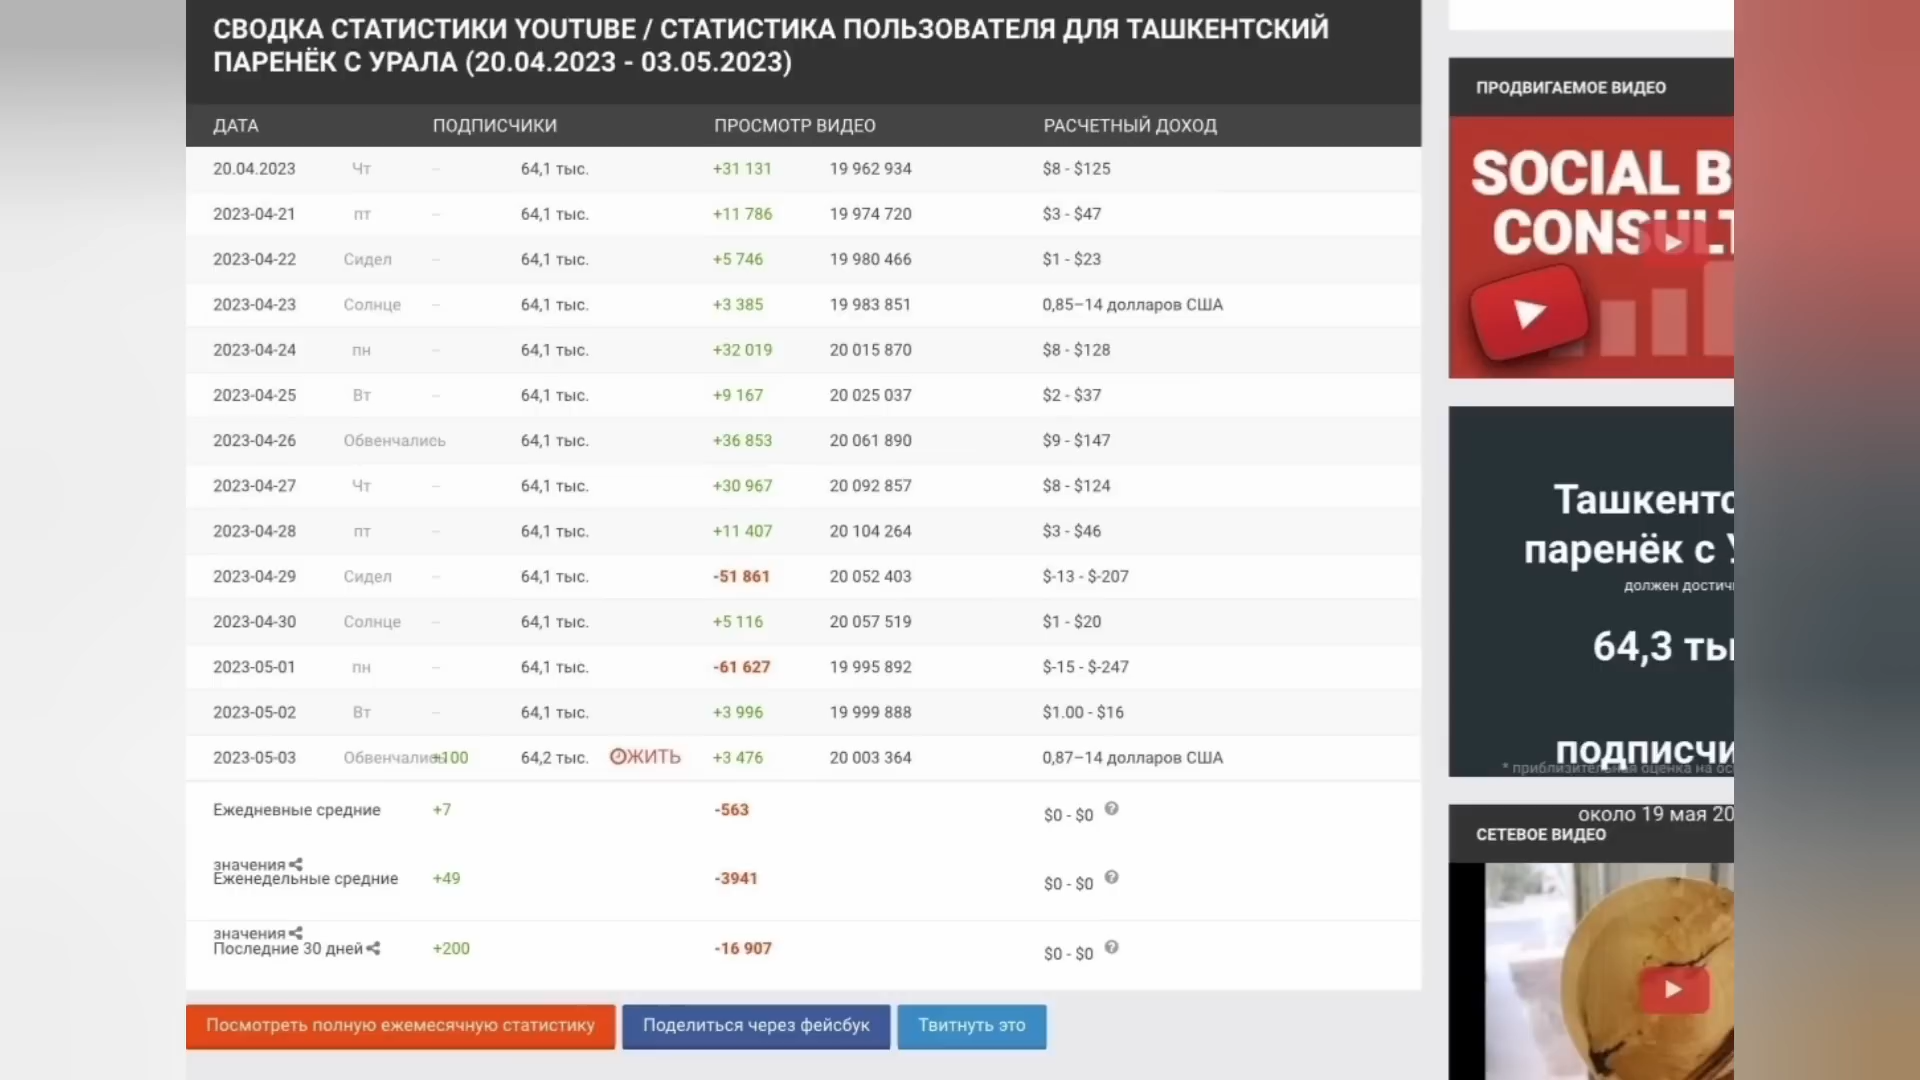 СВОДКА СТАТИСТИКИ YOUTUBE / СТАТИСТИКА ПОЛЬЗОВАТЕЛЯ ДЛЯ ТАШКЕНТСКИЙ
ПАРЕНЁК С УРАЛА (20.04.2023 - 03.05.2023)
ДАТА ПОДПИСЧИКИ ПРОСМОТР ВИДЕО РАСЧЕТНЫЙ ДОХОД
20.04.2023 Чт – 64,1 тыс. +31 131 19 962 934 $8 - $125
2023-04-21 пт – 64,1 тыс. +11 786 19 974 720 $3 - $47
2023-04-22 Сидел – 64,1 тыс. +5 746 19 980 466 $1 - $23
2023-04-23 Солнце – 64,1 тыс. +3 385 19 983 851 0,85–14 долларов США
2023-04-24 пн – 64,1 тыс. +32 019 20 015 870 $8 - $128
2023-04-25 Вт – 64,1 тыс. +9 167 20 025 037 $2 - $37
2023-04-26 Обвенчались 64,1 тыс. +36 853 20 061 890 $9 - $147
2023-04-27 Чт – 64,1 тыс. +30 967 20 092 857 $8 - $124
2023-04-28 пт – 64,1 тыс. +11 407 20 104 264 $3 - $46
2023-04-29 Сидел – 64,1 тыс. -51 861 20 052 403 $-13 - $-207
2023-04-30 Солнце – 64,1 тыс. +5 116 20 057 519 $1 - $20
2023-05-01 пн – 64,1 тыс. -61 627 19 995 892 $-15 - $-247
2023-05-02 Вт – 64,1 тыс. +3 996 19 999 888 $1.00 - $16
2023-05-03 Обвенчались +100 64,2 тыс. ЖИТЬ +3 476 20 003 364 0,87–14 долларов США
Ежедневные средние +7 -563 $0 - $0
значения
Еженедельные средние +49 -3941 $0 - $0
значения
Последние 30 дней +200 -16 907 $0 - $0
Посмотреть полную ежемесячную статистику Поделиться через фейсбук Твитнуть это
ПРОДВИГАЕМОЕ ВИДЕО
SOCIAL B
CONSULT
Ташкентс
паренёк с
должен достич
64,3 ты
подписчи
* приблизительная оценка на ос
около 19 мая 20
СЕТЕВОЕ ВИДЕО